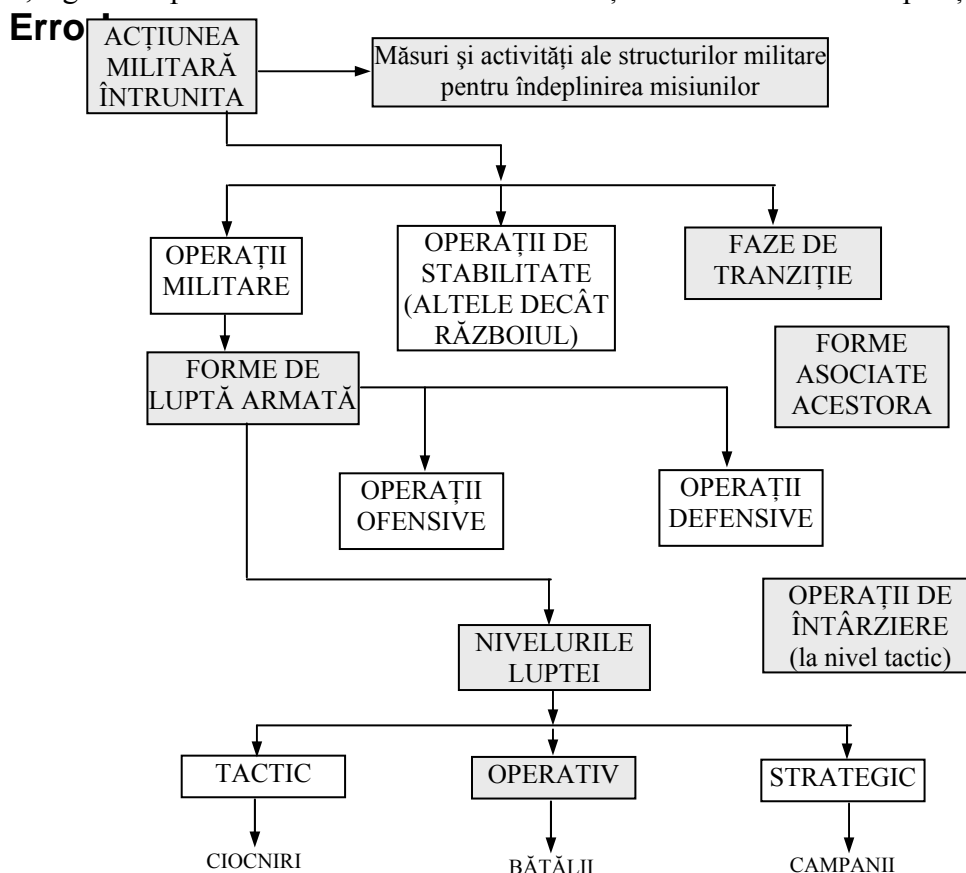 Erro
ACȚIUNEA
MILITARĂ
ÎNTRUNITA
Măsuri şi activități ale structurilor militare
pentru îndeplinirea misiunilor
OPERAȚII
MILITARE
OPERAȚII DE
STABILITATE
(ALTELE DECÂT
RĂZBOIUL)
FAZE DE
TRANZIȚIE
FORME DE
LUPTĂ ARMATĂ
FORME
ASOCIATE
ACESTORA
OPERAȚII
OFENSIVE
OPERAȚII
DEFENSIVE
OPERAȚII DE
ÎNTÂRZIERE
(la nivel tactic)
NIVELURILE
LUPTEI
TACTIC
OPERATIV
STRATEGIC
CIOCNIRI
BĂTĂLII
CAMPANII